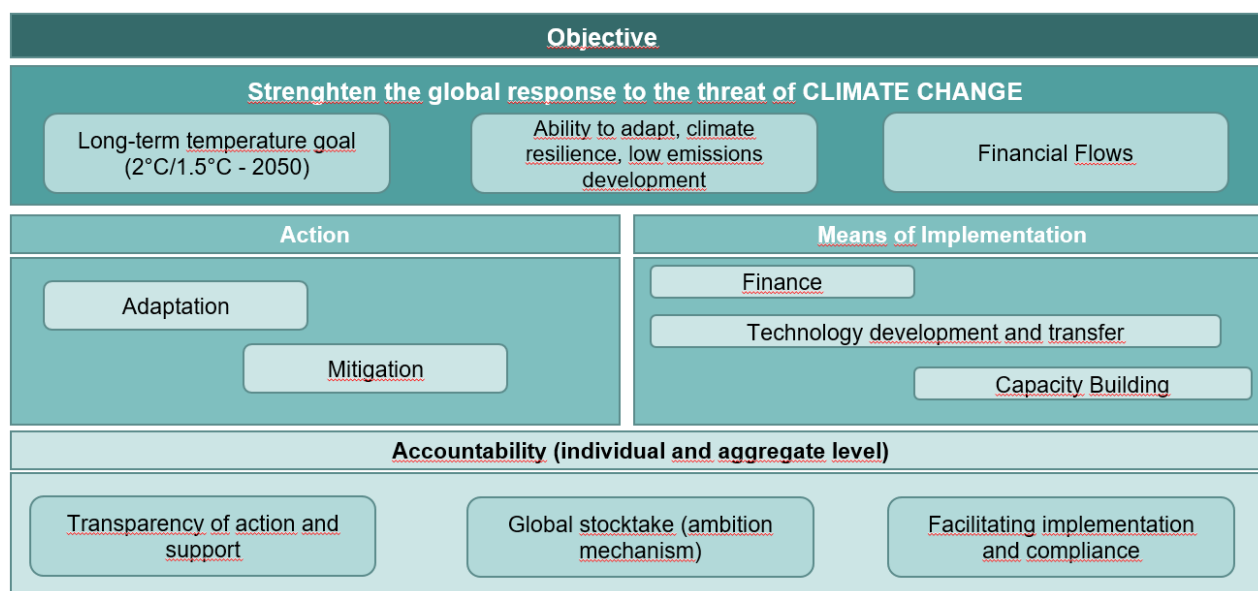 Objective
Strenghten the global response to the threat of CLIMATE CHANGE
Long-term temperature goal
(2°C/1.5°C - 2050)
Ability to adapt, climate
resilience, low emissions
development
Financial Flows
Action
Adaptation
Mitigation
Means of Implementation
Finance
Technology development and transfer
Capacity Building
Accountability (individual and aggregate level)
Transparency of action and
support
Global stocktake (ambition
mechanism)
Facilitating implementation
and compliance